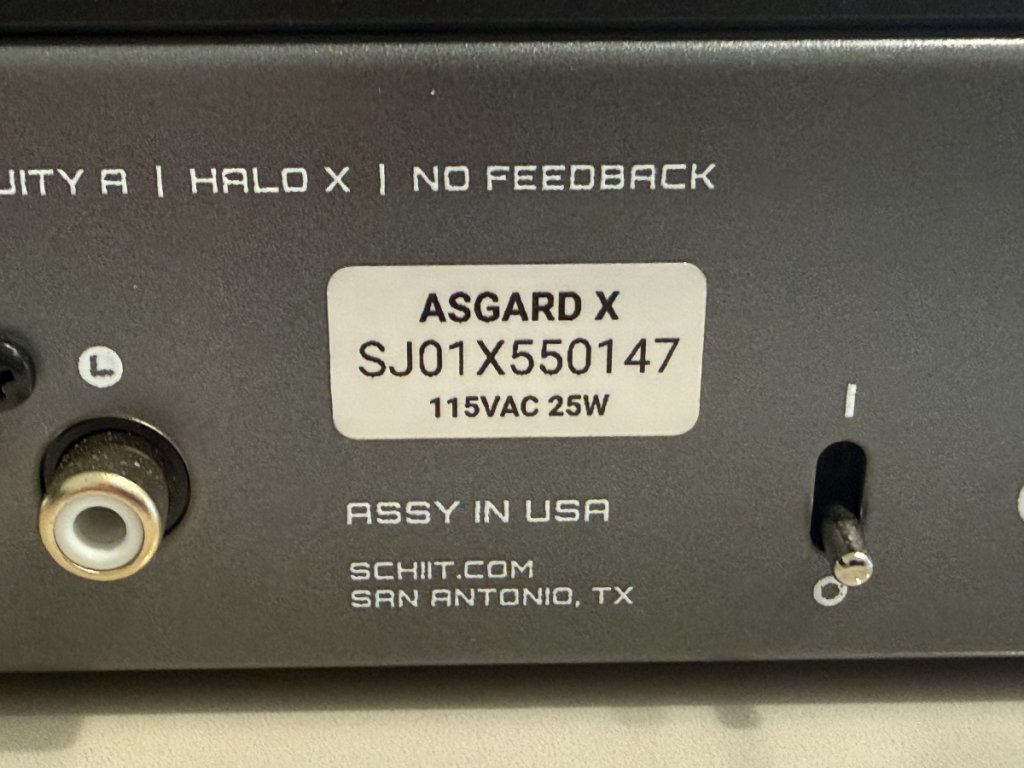 UITY A | HALO X | NO FEEDBACK
ASGARD X
SJ01X550147
115VAC 25W
L
I
O
ASSY IN USA
SCHIIT.COM
SAN ANTONIO, TX